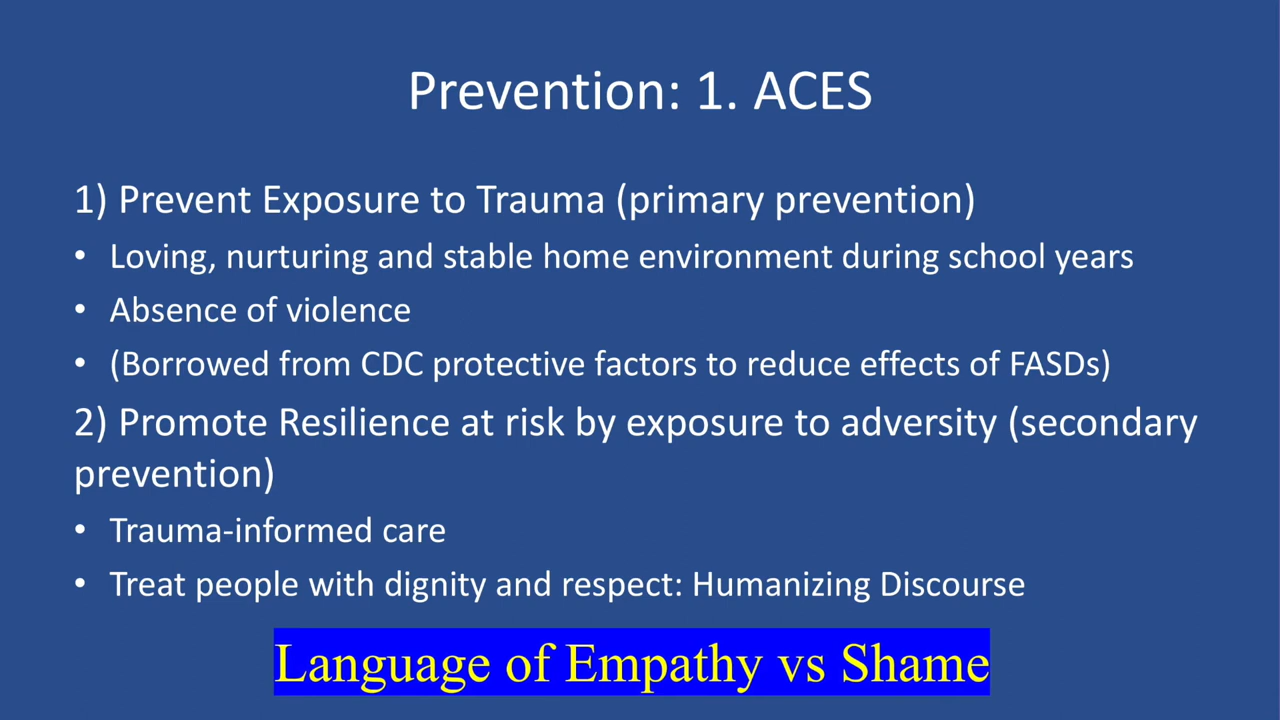 Prevention: 1. ACES
1) Prevent Exposure to Trauma (primary prevention)
• Loving, nurturing and stable home environment during school years
• Absence of violence
• (Borrowed from CDC protective factors to reduce effects of FASDs)
2) Promote Resilience at risk by exposure to adversity (secondary
prevention)
• Trauma-informed care
• Treat people with dignity and respect: Humanizing Discourse
Language of Empathy vs Shame